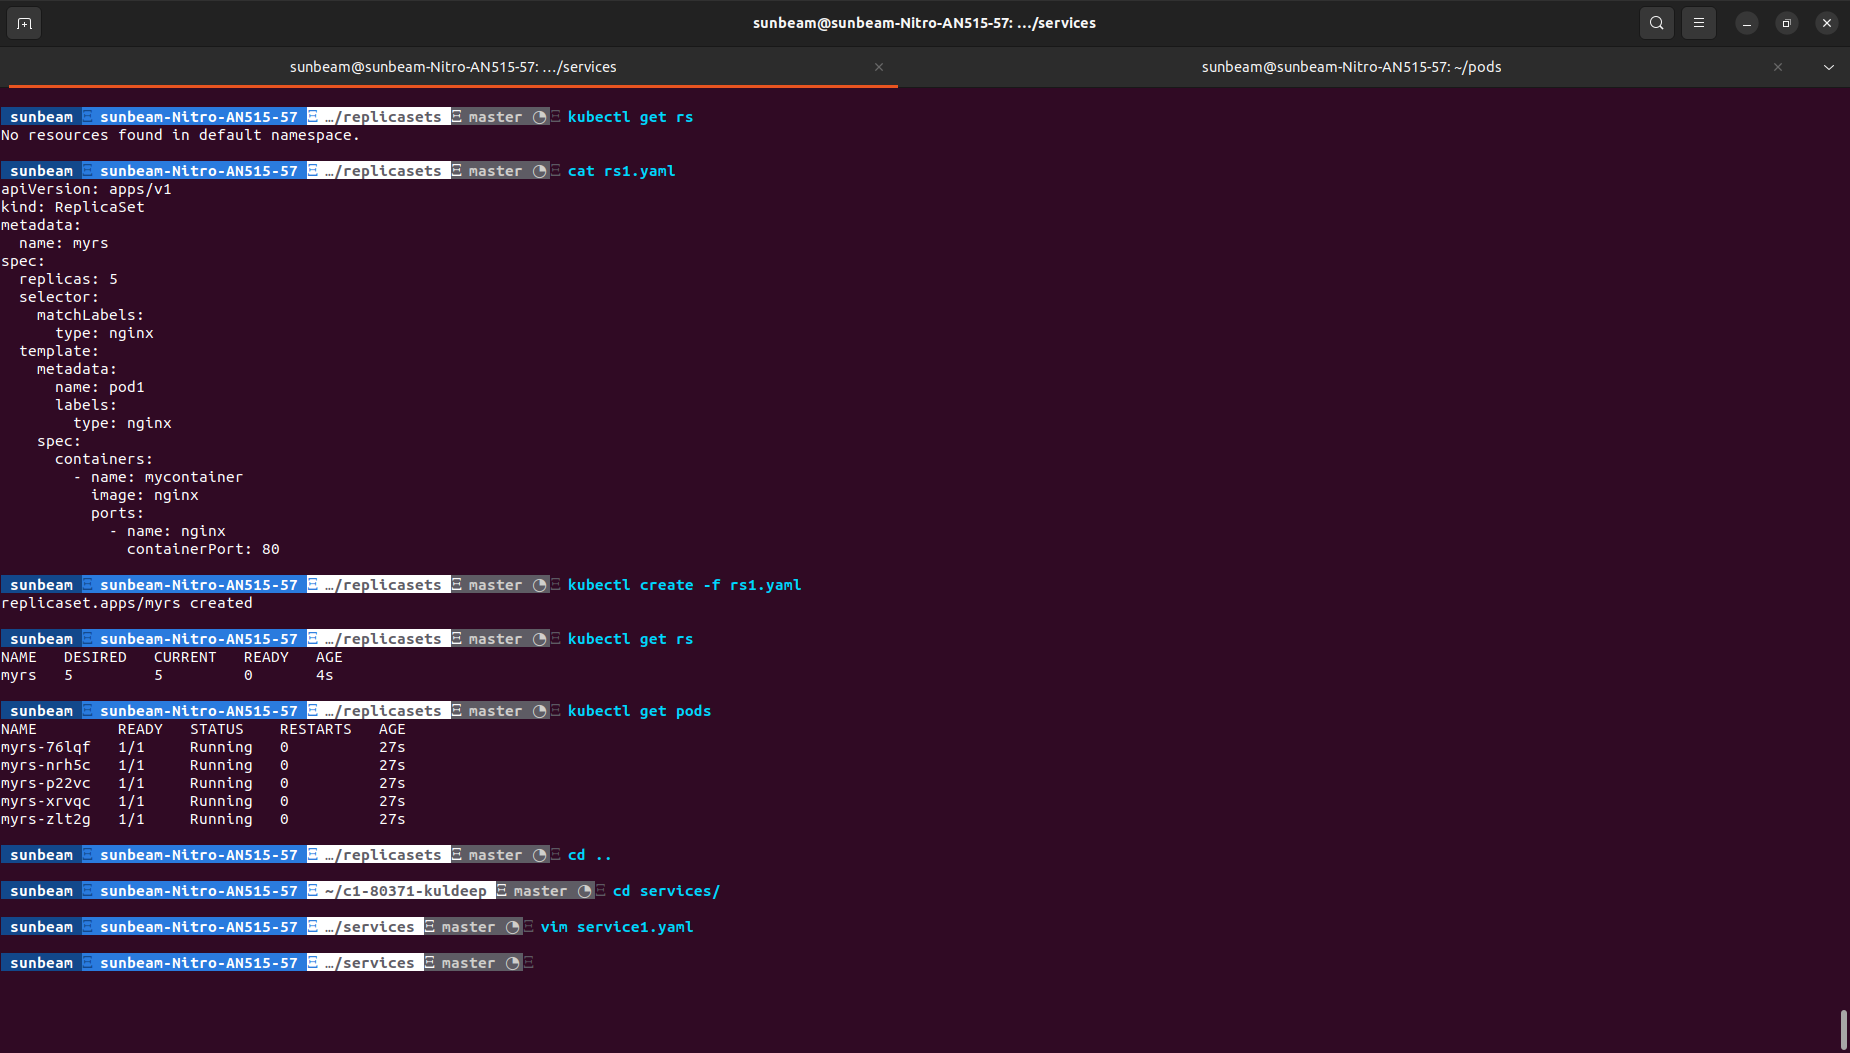 sunbeam@sunbeam-Nitro-AN515-57: …/services
sunbeam@sunbeam-Nitro-AN515-57: …/services
sunbeam@sunbeam-Nitro-AN515-57: ~/pods
sunbeam sunbeam-Nitro-AN515-57 …/replicasets master kubectl get rs
No resources found in default namespace.
sunbeam sunbeam-Nitro-AN515-57 …/replicasets master cat rs1.yaml
apiVersion: apps/v1
kind: ReplicaSet
metadata:
  name: myrs
spec:
  replicas: 5
  selector:
    matchLabels:
      type: nginx
  template:
    metadata:
      name: pod1
      labels:
        type: nginx
    spec:
      containers:
        - name: mycontainer
          image: nginx
          ports:
            - name: nginx
              containerPort: 80
sunbeam sunbeam-Nitro-AN515-57 …/replicasets master kubectl create -f rs1.yaml
replicaset.apps/myrs created
sunbeam sunbeam-Nitro-AN515-57 …/replicasets master kubectl get rs
NAME   DESIRED   CURRENT   READY   AGE
myrs   5         5         0       4s
sunbeam sunbeam-Nitro-AN515-57 …/replicasets master kubectl get pods
NAME         READY   STATUS    RESTARTS   AGE
myrs-76lqf   1/1     Running   0          27s
myrs-nrh5c   1/1     Running   0          27s
myrs-p22vc   1/1     Running   0          27s
myrs-xrvqc   1/1     Running   0          27s
myrs-zlt2g   1/1     Running   0          27s
sunbeam sunbeam-Nitro-AN515-57 …/replicasets master cd ..
sunbeam sunbeam-Nitro-AN515-57 ~/c1-80371-kuldeep master cd services/
sunbeam sunbeam-Nitro-AN515-57 …/services master vim service1.yaml
sunbeam sunbeam-Nitro-AN515-57 …/services master